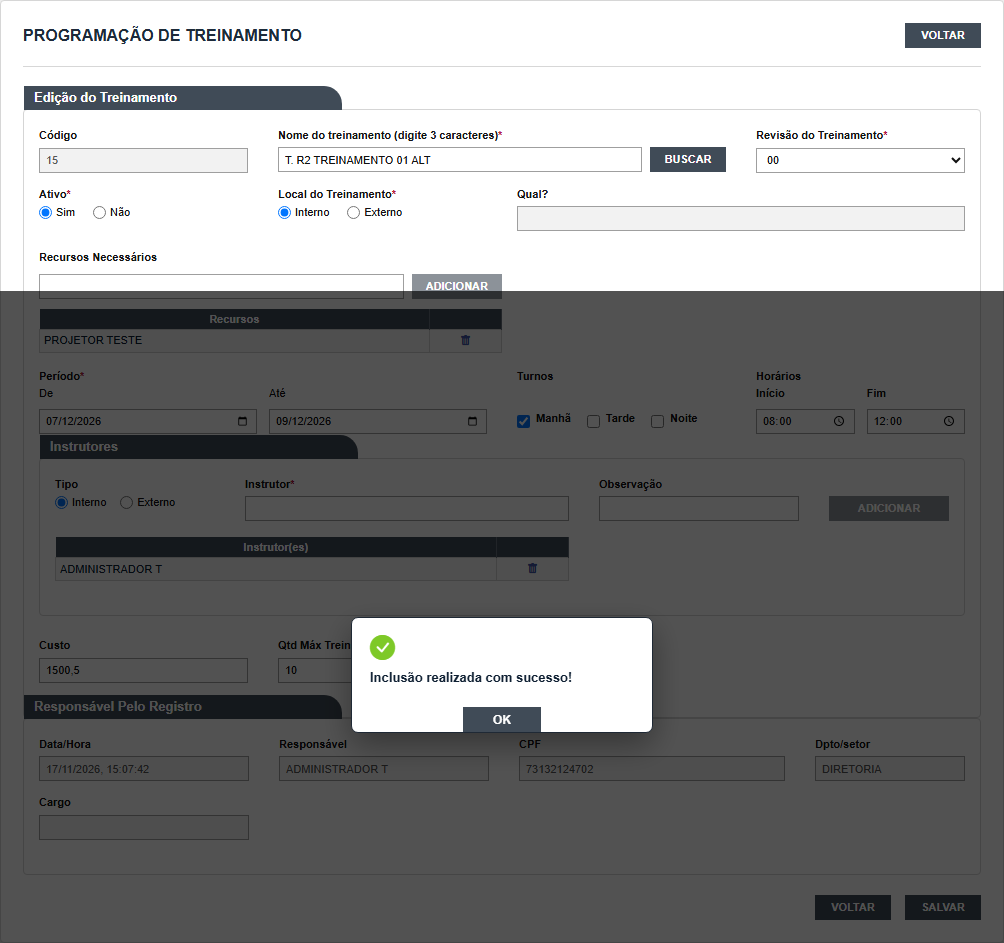 PROGRAMAÇÃO DE TREINAMENTO
VOLTAR
Edição do Treinamento
Código
Nome do treinamento (digite 3 caracteres)*
Revisão do Treinamento*
15
T. R2 TREINAMENTO 01 ALT
BUSCAR
00
Ativo*
Local do Treinamento*
Qual?
Sim
Não
Interno
Externo
Recursos Necessários
ADICIONAR
Recursos
PROJETOR TESTE
Período*
Turnos
Horários
De
Até
Início
Fim
07/12/2026
09/12/2026
Manhã
Tarde
Noite
08:00
12:00
Instrutores
Tipo
Instrutor*
Observação
Interno
Externo
ADICIONAR
Instrutor(es)
ADMINISTRADOR T
Custo
Qtd Máx Trein
1500,5
10
Inclusão realizada com sucesso!
OK
Responsável Pelo Registro
Data/Hora
Responsável
CPF
Dpto/setor
17/11/2026, 15:07:42
ADMINISTRADOR T
73132124702
DIRETORIA
Cargo
VOLTAR
SALVAR